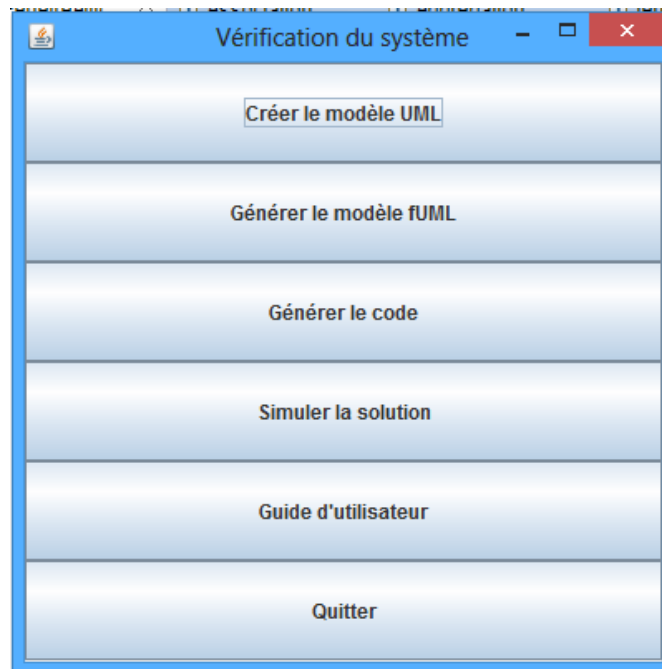 Vérification du système
Créer le modèle UML
Générer le modèle fUML
Générer le code
Simuler la solution
Guide d'utilisateur
Quitter